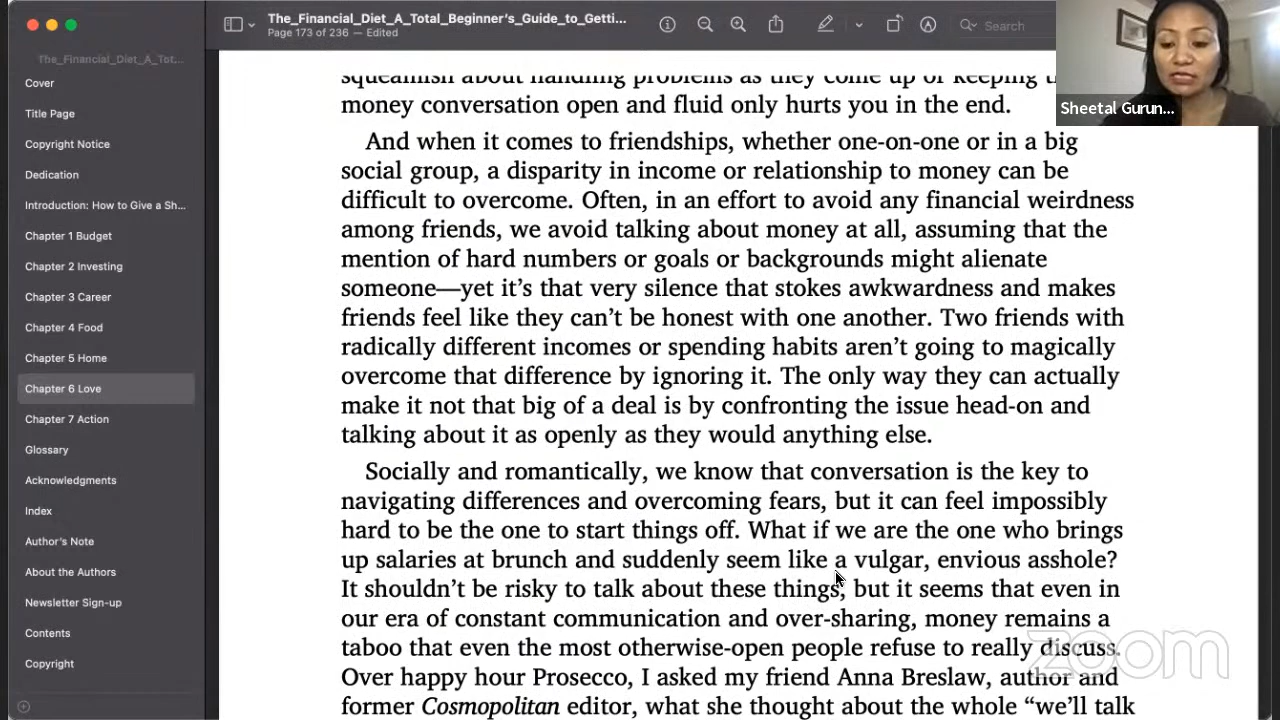 The_Financial_Diet_A_Total_Beginner's_Guide_to_Getti...
Page 173 of 236 — Edited
Search
The_Financial_Diet_A_Tot...
Cover
Title Page
Copyright Notice
Dedication
Introduction: How to Give a Sh...
Chapter 1 Budget
Chapter 2 Investing
Chapter 3 Career
Chapter 4 Food
Chapter 5 Home
Chapter 6 Love
Chapter 7 Action
Glossary
Acknowledgments
Index
Author's Note
About the Authors
Newsletter Sign-up
Contents
Copyright
squeamish about handling problems as they come up or keeping
money conversation open and fluid only hurts you in the end.
And when it comes to friendships, whether one-on-one or in a big
social group, a disparity in income or relationship to money can be
difficult to overcome. Often, in an effort to avoid any financial weirdness
among friends, we avoid talking about money at all, assuming that the
mention of hard numbers or goals or backgrounds might alienate
someone—yet it's that very silence that stokes awkwardness and makes
friends feel like they can't be honest with one another. Two friends with
radically different incomes or spending habits aren't going to magically
overcome that difference by ignoring it. The only way they can actually
make it not that big of a deal is by confronting the issue head-on and
talking about it as openly as they would anything else.
Socially and romantically, we know that conversation is the key to
navigating differences and overcoming fears, but it can feel impossibly
hard to be the one to start things off. What if we are the one who brings
up salaries at brunch and suddenly seem like a vulgar, envious asshole?
It shouldn't be risky to talk about these things, but it seems that even in
our era of constant communication and over-sharing, money remains a
taboo that even the most otherwise-open people refuse to really discuss.
Over happy hour Prosecco, I asked my friend Anna Breslaw, author and
former Cosmopolitan editor, what she thought about the whole "we'll talk
Sheetal Gurun...
zoom